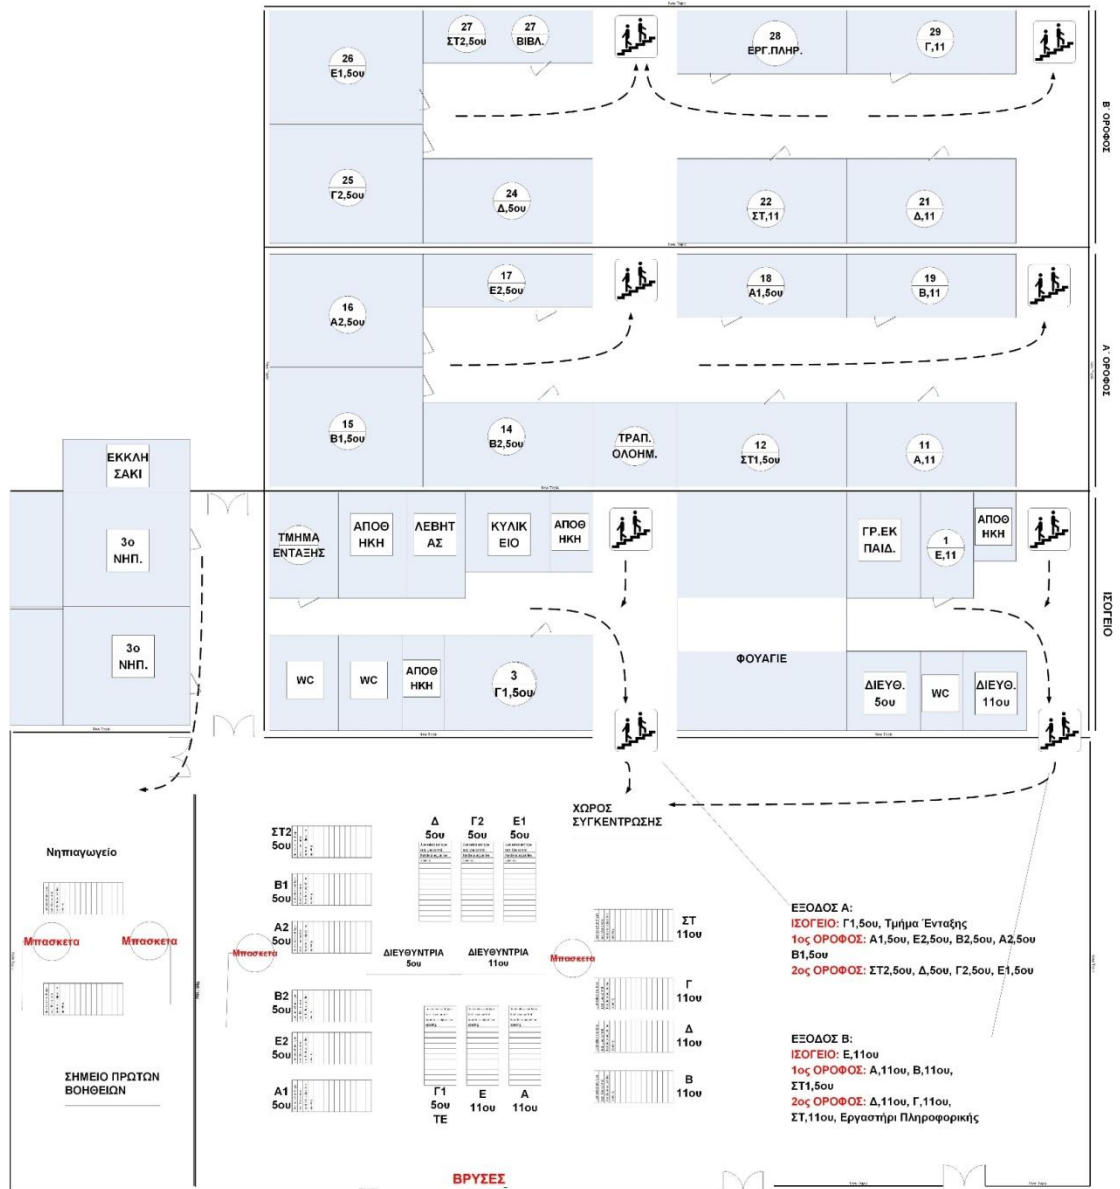 27
ΣΤ2,5ου
27
ΒΙΒΛ.
28
ΕΡΓ.ΠΛΗΡ.
29
Γ,11
26
Ε1,5ου
Β΄ ΟΡΟΦΟΣ
25
Γ2,5ου
24
Δ,5ου
22
ΣΤ,11
21
Δ,11
17
Ε2,5ου
18
Α1,5ου
19
Β,11
16
Α2,5ου
Α΄ ΟΡΟΦΟΣ
15
Β1,5ου
14
Β2,5ου
ΤΡΑΠ.
ΟΛΟΗΜ.
12
ΣΤ1,5ου
11
Α,11
ΕΚΚΛΗ
ΣΑΚΙ
3ο
ΝΗΠ.
3ο
ΝΗΠ.
ΤΜΗΜΑ
ΕΝΤΑΞΗΣ
ΑΠΟΘ
ΗΚΗ
ΛΕΒΗΤ
ΑΣ
ΚΥΛΙΚ
ΕΙΟ
ΑΠΟΘ
ΗΚΗ
ΓΡ.ΕΚ
ΠΑΙΔ.
1
Ε,11
ΑΠΟΘ
ΗΚΗ
ΙΣΟΓΕΙΟ
WC
WC
ΑΠΟΘ
ΗΚΗ
3
Γ1,5ου
ΦΟΥΑΓΙΕ
ΔΙΕΥΘ.
5ου
WC
ΔΙΕΥΘ.
11ου
ΧΩΡΟΣ
ΣΥΓΚΕΝΤΡΩΣΗΣ
Νηπιαγωγείο
Μπασκετα
Μπασκετα
ΣΗΜΕΙΟ ΠΡΩΤΩΝ
ΒΟΗΘΕΙΩΝ
ΣΤ2
5ου
Β1
5ου
Α2
5ου
Μπασκετα
Β2
5ου
Ε2
5ου
Α1
5ου
Δ
5ου
Γ2
5ου
Ε1
5ου
ΔΙΕΥΘΥΝΤΡΙΑ
5ου
ΔΙΕΥΘΥΝΤΡΙΑ
11ου
Μπασκετα
Γ1
5ου
ΤΕ
Ε
11ου
Α
11ου
ΣΤ
11ου
Γ
11ου
Δ
11ου
Β
11ου
ΕΞΟΔΟΣ Α:
ΙΣΟΓΕΙΟ: Γ1,5ου, Τμήμα Ένταξης
1ος ΟΡΟΦΟΣ: Α1,5ου, Ε2,5ου, Β2,5ου, Α2,5ου
Β1,5ου
2ος ΟΡΟΦΟΣ: ΣΤ2,5ου, Δ,5ου, Γ2,5ου, Ε1,5ου
ΕΞΟΔΟΣ Β:
ΙΣΟΓΕΙΟ: Ε,11ου
1ος ΟΡΟΦΟΣ: Α,11ου, Β,11ου,
ΣΤ1,5ου
2ος ΟΡΟΦΟΣ: Δ,11ου, Γ,11ου,
ΣΤ,11ου, Εργαστήρι Πληροφορικής
ΒΡΥΣΕΣ